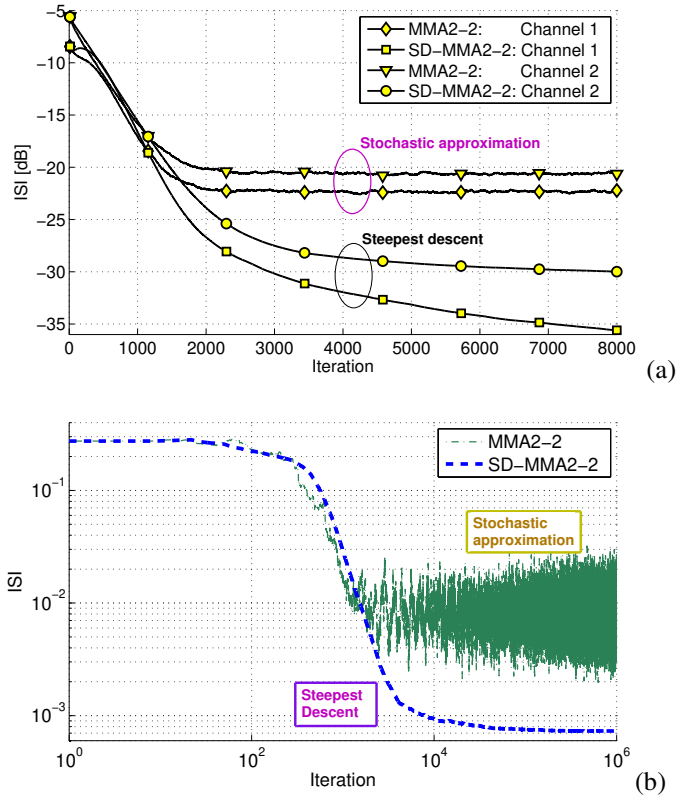 −5
−10
−15
−20
−25
−30
−35
ISI [dB]
MMA2−2: Channel 1
SD−MMA2−2: Channel 1
MMA2−2: Channel 2
SD−MMA2−2: Channel 2
Stochastic approximation
Steepest descent
0 1000 2000 3000 4000 5000 6000 7000 8000
Iteration
(a)
10^-1
10^-2
10^-3
ISI
MMA2−2
SD−MMA2−2
Stochastic
approximation
Steepest
Descent
10^0 10^2 10^4 10^6
Iteration
(b)